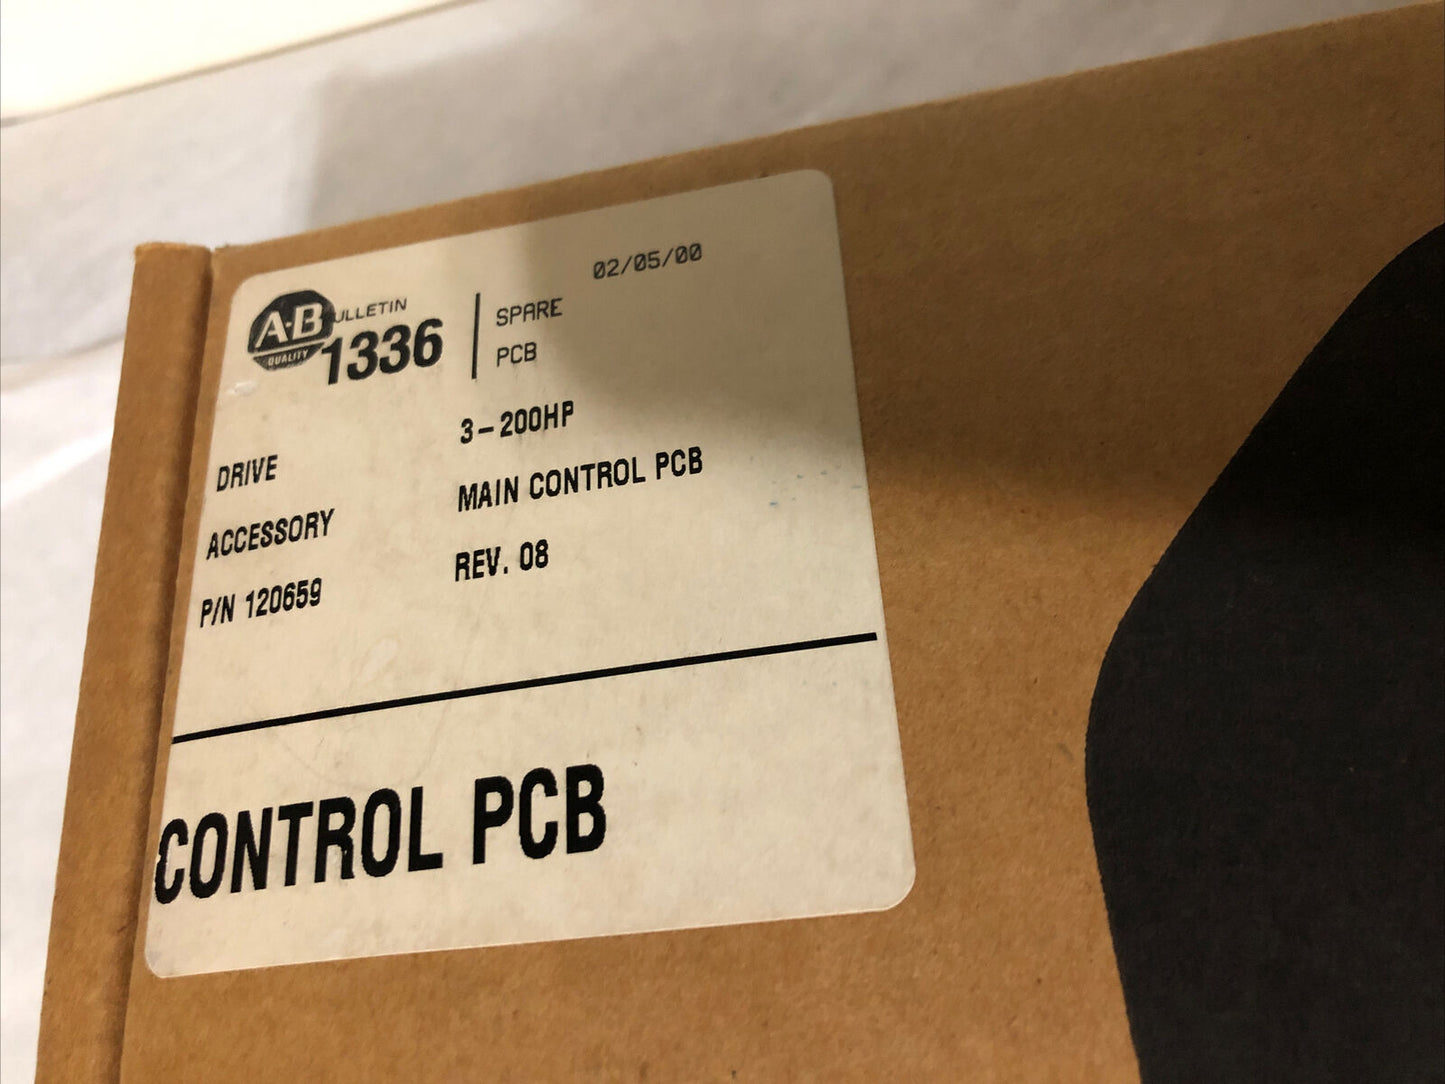 02/05/00
A-B
QUALITY
BULLETIN
1336
SPARE
PCB
3-200HP
DRIVE
MAIN CONTROL PCB
ACCESSORY
REV. 08
P/N 120659
CONTROL PCB